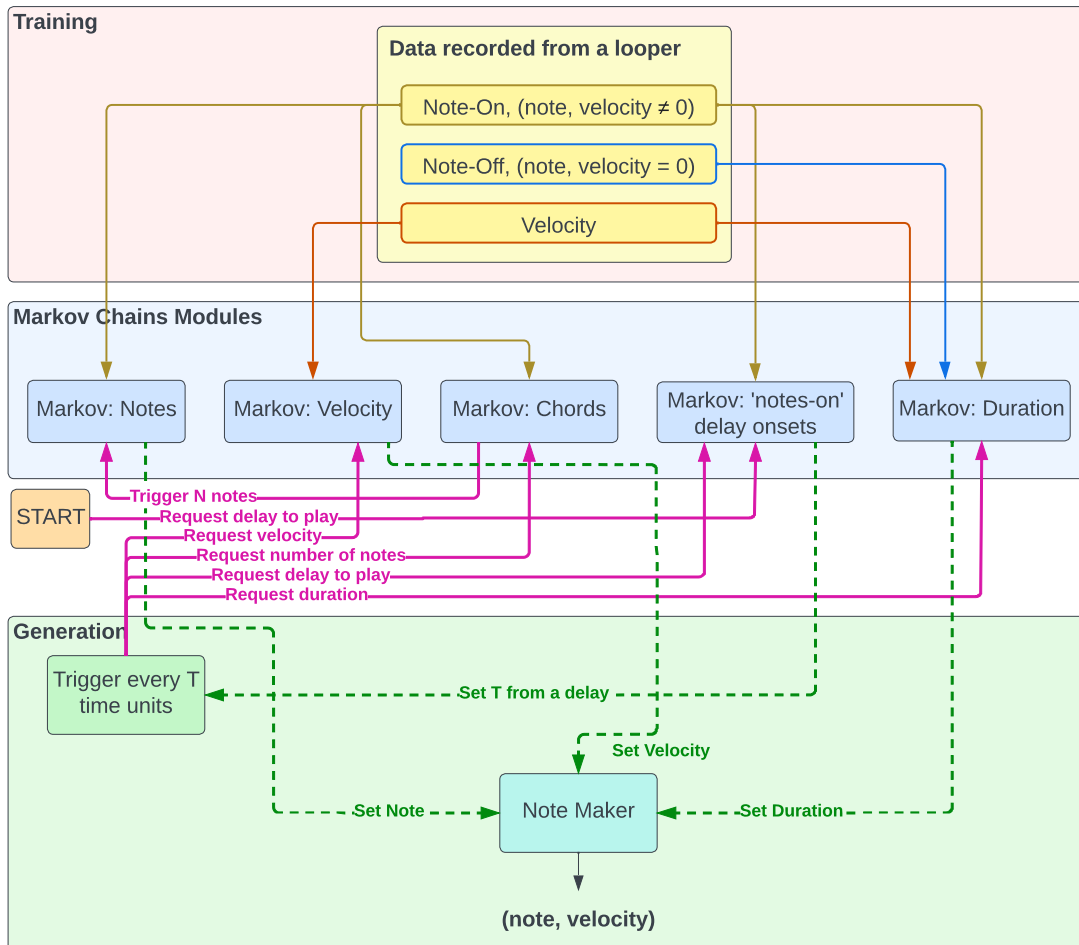 Training
Data recorded from a looper
Note-On, (note, velocity ≠ 0)
Note-Off, (note, velocity = 0)
Velocity
Markov Chains Modules
Markov: Notes
Markov: Velocity
Markov: Chords
Markov: 'notes-on'
delay onsets
Markov: Duration
Trigger N notes
START
Request delay to play
Request velocity
Request number of notes
Request delay to play
Request duration
Generation
Trigger every T
time units
Set T from a delay
Set Velocity
Set Note
Note Maker
Set Duration
(note, velocity)